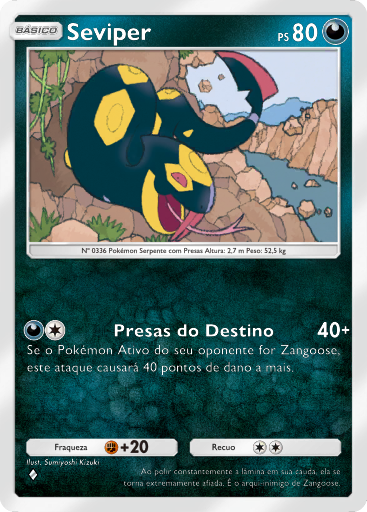 BÁSICO Seviper PS 80
Nº 0336 Pokémon Serpente com Presas Altura: 2,7 m Peso: 52,5 kg
Presas do Destino 40+
Se o Pokémon Ativo do seu oponente for Zangoose,
este ataque causará 40 pontos de dano a mais.
Fraqueza +20 Recuo
Ilust. Sumiyoshi Kizuki
Ao polir constantemente a lâmina em sua cauda, ela se
torna extremamente afiada. É o arqui-inimigo de Zangoose.